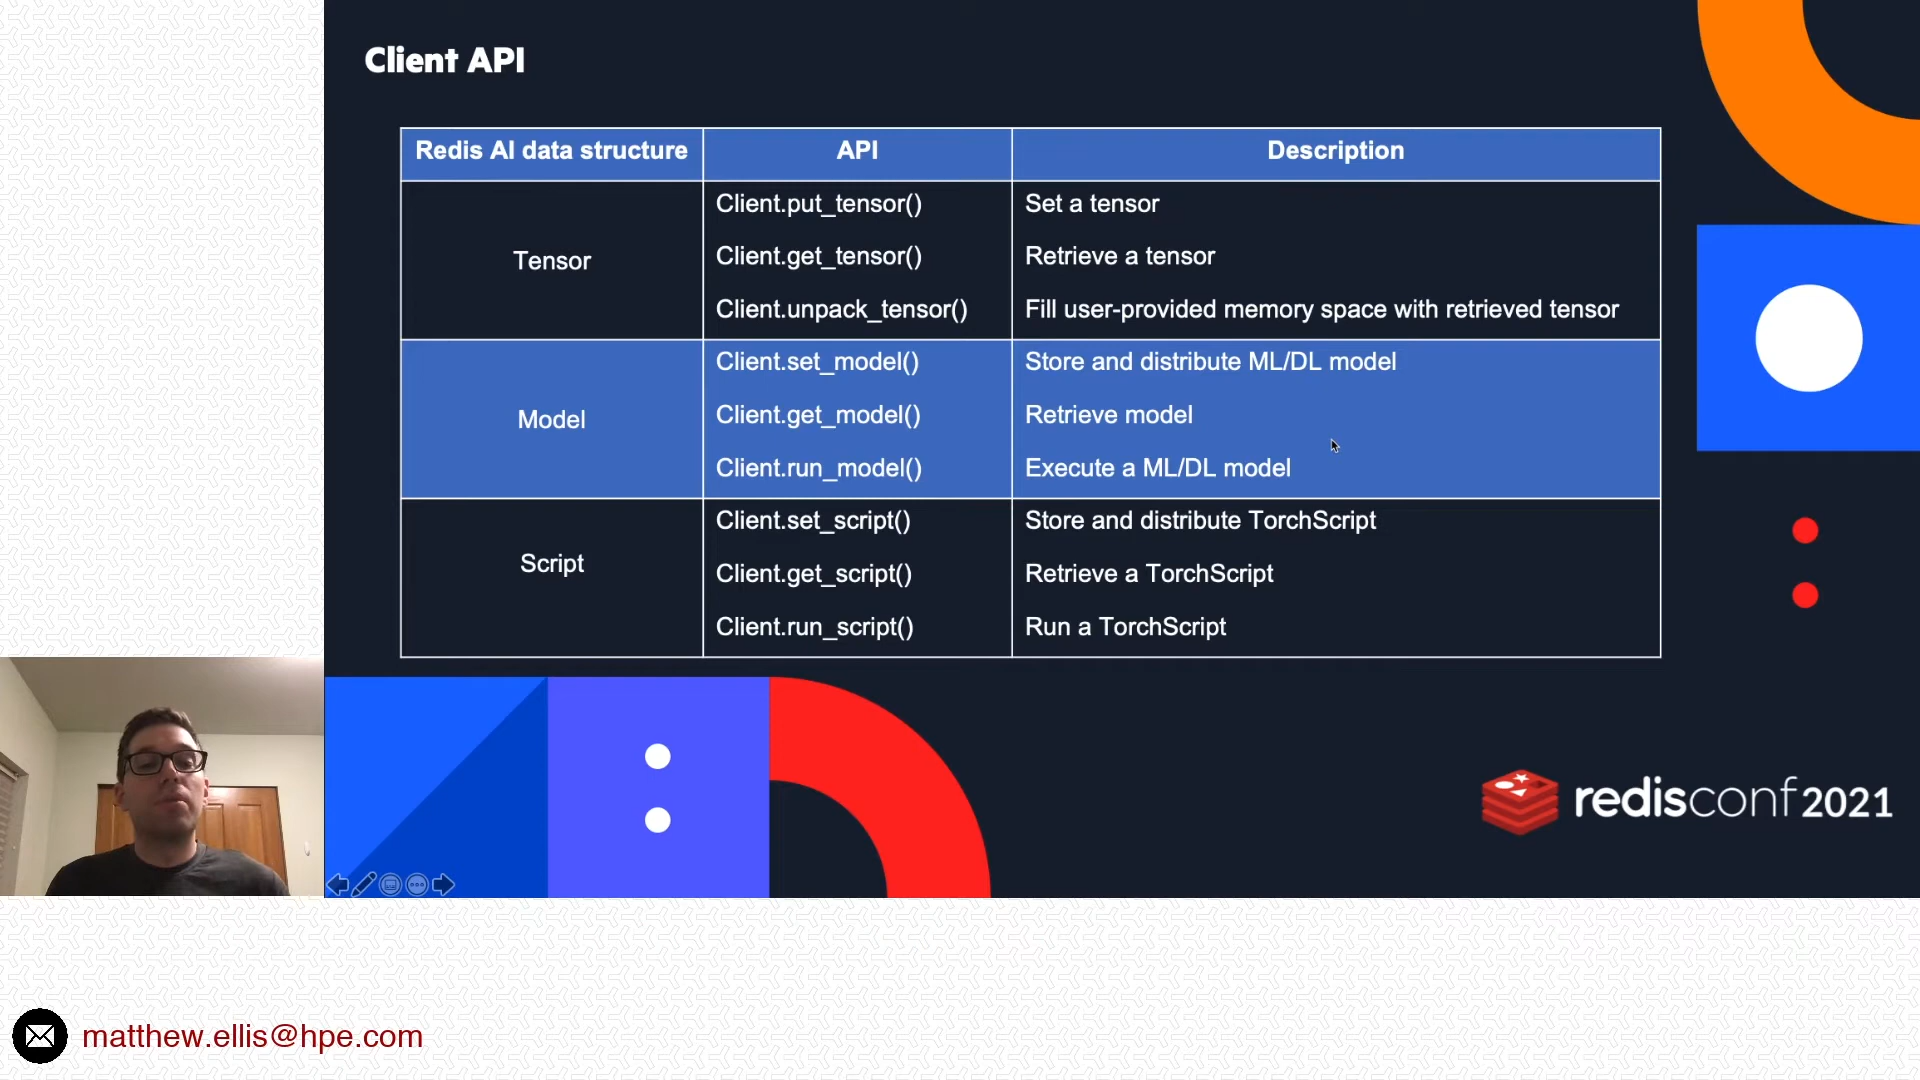 Client API
Redis AI data structure API Description
Tensor
Client.put_tensor() Set a tensor
Client.get_tensor() Retrieve a tensor
Client.unpack_tensor() Fill user-provided memory space with retrieved tensor
Model
Client.set_model() Store and distribute ML/DL model
Client.get_model() Retrieve model
Client.run_model() Execute a ML/DL model
Script
Client.set_script() Store and distribute TorchScript
Client.get_script() Retrieve a TorchScript
Client.run_script() Run a TorchScript
redisconf 2021
matthew.ellis@hpe.com